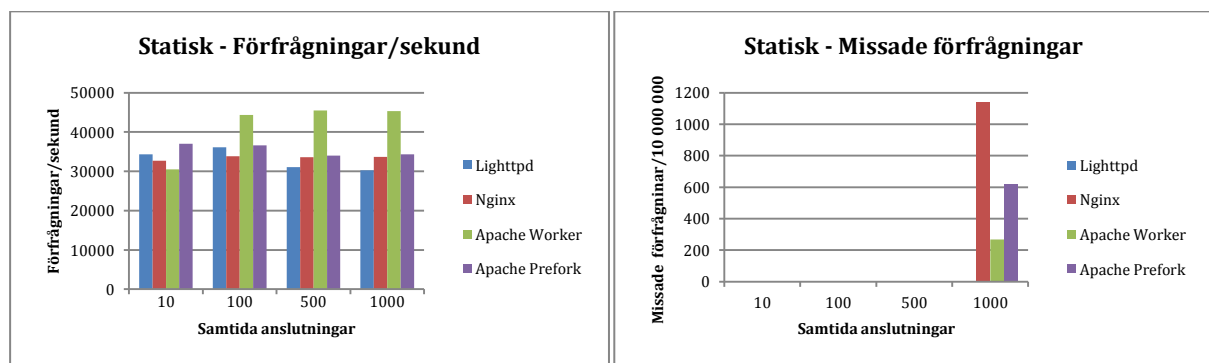 Statisk - Förfrågningar/sekund
Förfrågningar/sekund
50000
40000
30000
20000
10000
0
10 100 500 1000
Samtida anslutningar
Lighttpd
Nginx
Apache Worker
Apache Prefork
Statisk - Missade förfrågningar
Missade förfrågninar/10 000 000
1200
1000
800
600
400
200
0
10 100 500 1000
Samtida anslutningar
Lighttpd
Nginx
Apache Worker
Apache Prefork